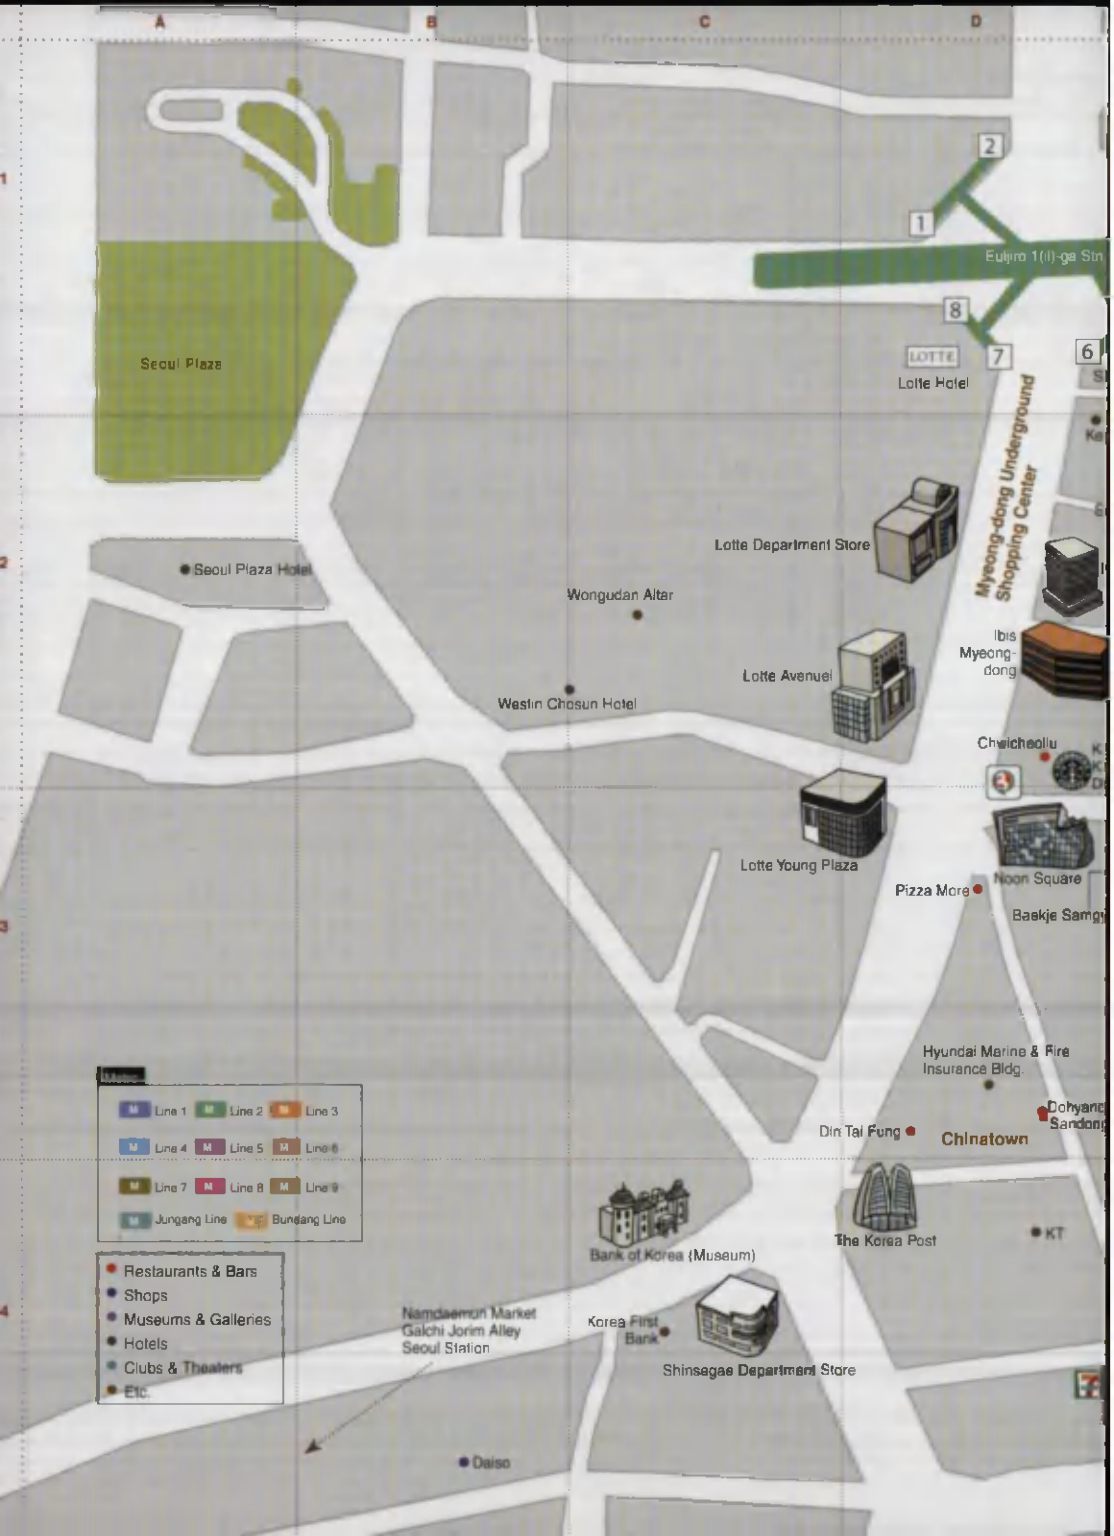 A
B
C
D
1
2
1
Euljiro 1(il)-ga Stn
8
LOTTE
7
6
Lotte Hotel
Seoul Plaza
Myeong-dong Underground
Shopping Center
Lotte Department Store
2
Seoul Plaza Hotel
Wongudan Altar
Ibis
Myeong-
dong
Lotte Avenuel
Westin Chosun Hotel
Chwicheollu
Lotte Young Plaza
Noon Square
Pizza More
Baekje
3
Hyundai Marine & Fire
Insurance Bldg.
Din Tai Fung
Chinatown
M Line 1 M Line 2 M Line 3
M Line 4 M Line 5 M Line 6
M Line 7 M Line 8 M Line 9
M Jungang Line Bundang Line
The Korea Post
KT
Bank of Korea (Museum)
Restaurants & Bars
Shops
Museums & Galleries
Hotels
Clubs & Theaters
Etc.
4
Namdaemun Market
Galchi Jorim Alley
Seoul Station
Korea First
Bank
Shinsegae Department Store
7
Daiso